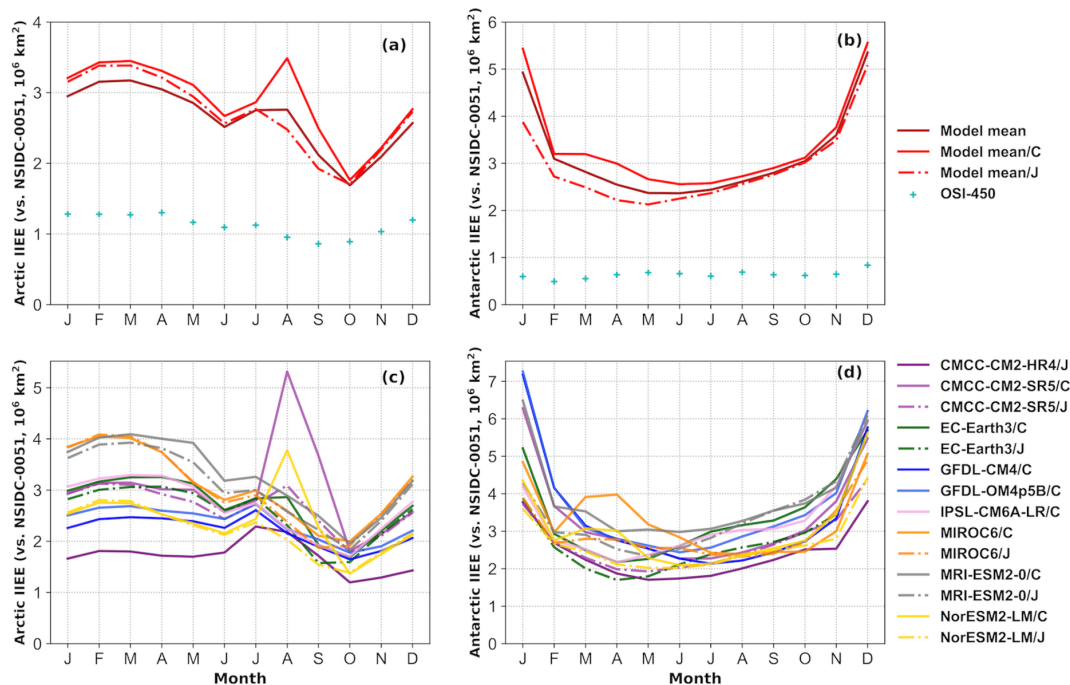 Arctic IIEE (vs. NSIDC-0051, 10⁶ km²)
4
3
2
1
0
(a)
J F M A M J J A S O N D
Antarctic IIEE (vs. NSIDC-0051, 10⁶ km²)
6
5
4
3
2
1
0
(b)
J F M A M J J A S O N D
Model mean
Model mean/C
Model mean/J
OSI-450
Arctic IIEE (vs. NSIDC-0051, 10⁶ km²)
5
4
3
2
1
0
(c)
J F M A M J J A S O N D
Month
Antarctic IIEE (vs. NSIDC-0051, 10⁶ km²)
7
6
5
4
3
2
1
0
(d)
J F M A M J J A S O N D
Month
CMCC-CM2-HR4/J
CMCC-CM2-SR5/C
CMCC-CM2-SR5/J
EC-Earth3/C
EC-Earth3/J
GFDL-CM4/C
GFDL-OM4p5B/C
IPSL-CM6A-LR/C
MIROC6/C
MIROC6/J
MRI-ESM2-0/C
MRI-ESM2-0/J
NorESM2-LM/C
NorESM2-LM/J